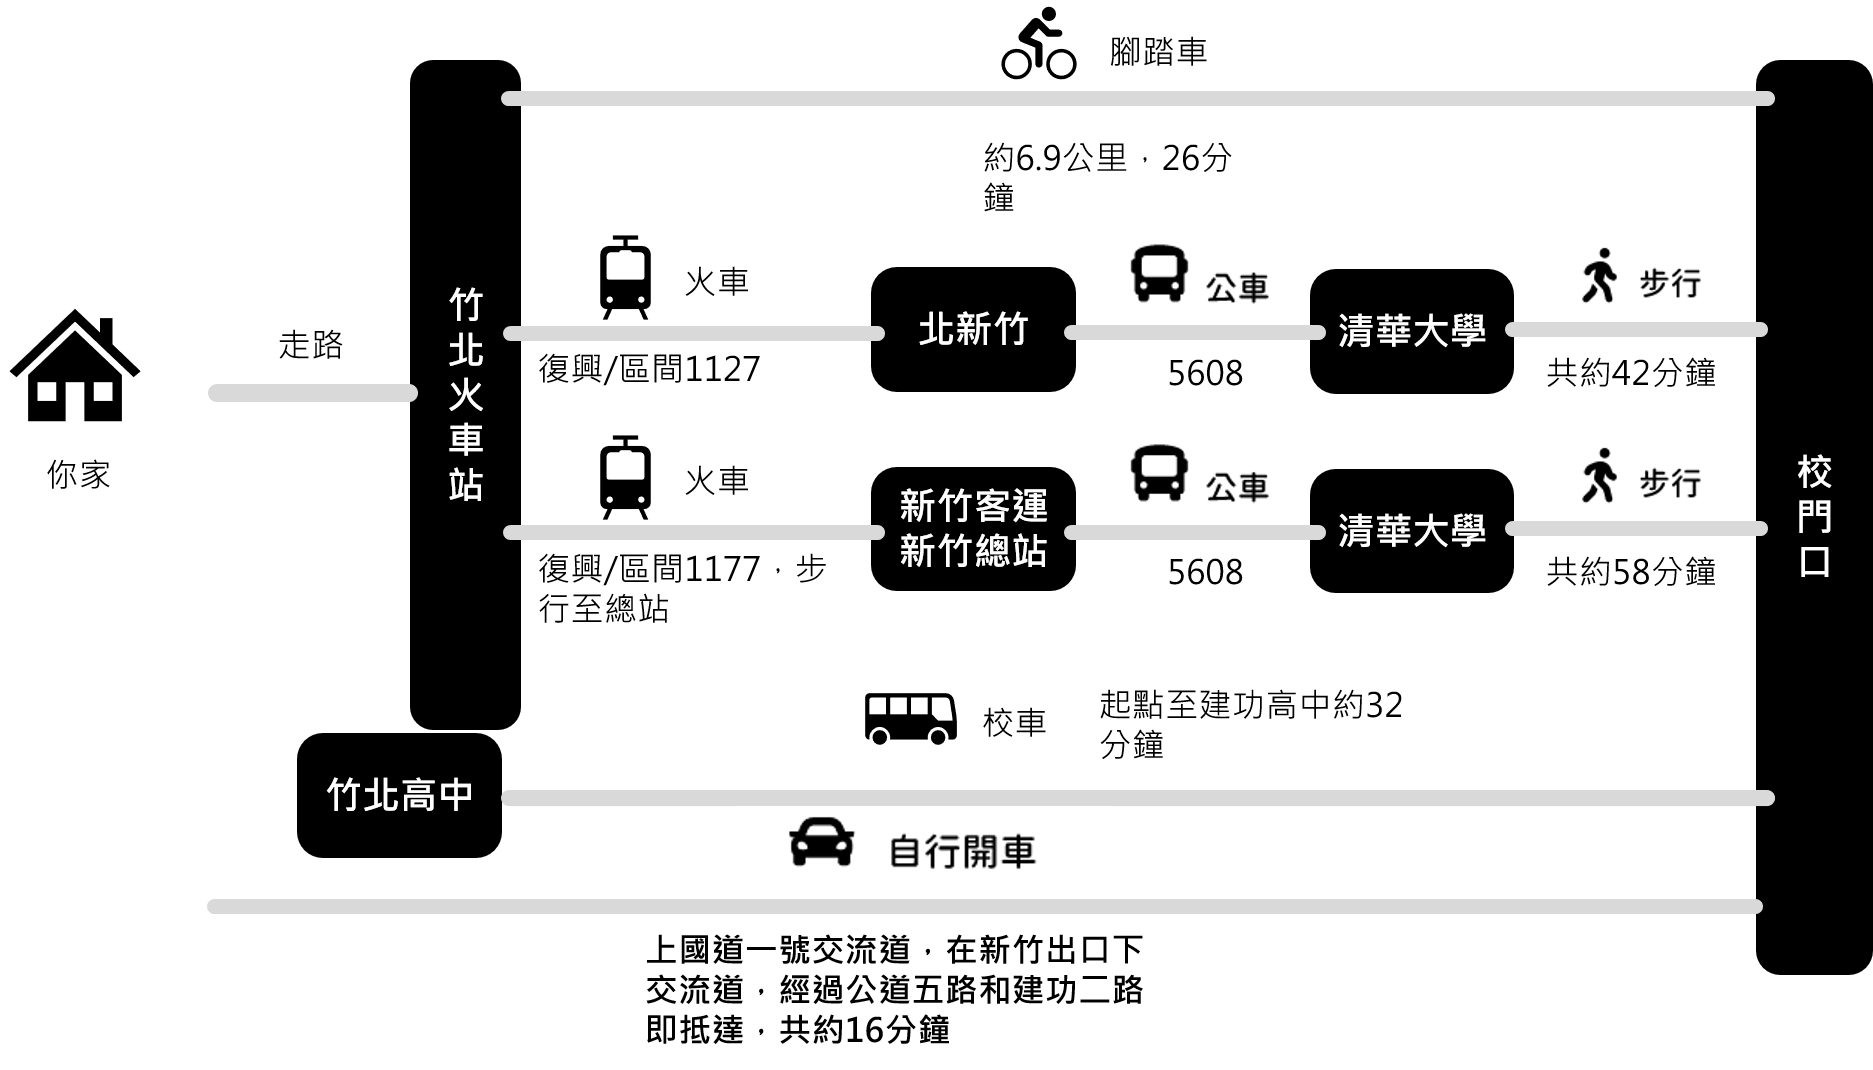 腳踏車
約6.9公里，26分
鐘
你家
走路
竹北火車站
火車
復興/區間1127
北新竹
公車
5608
清華大學
步行
共約42分鐘
火車
復興/區間1177，步
行至總站
新竹客運
新竹總站
公車
5608
清華大學
步行
共約58分鐘
校門口
竹北高中
校車
起點至建功高中約32
分鐘
自行開車
上國道一號交流道，在新竹出口下
交流道，經過公道五路和建功二路
即抵達，共約16分鐘